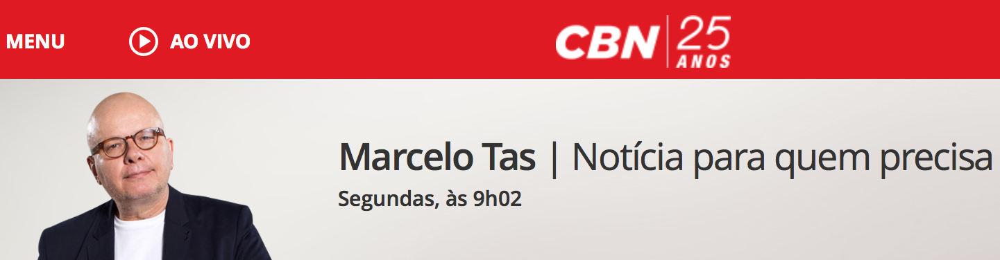 MENU
AO VIVO
CBN 25 ANOS
Marcelo Tas | Notícia para quem precisa
Segundas, às 9h02